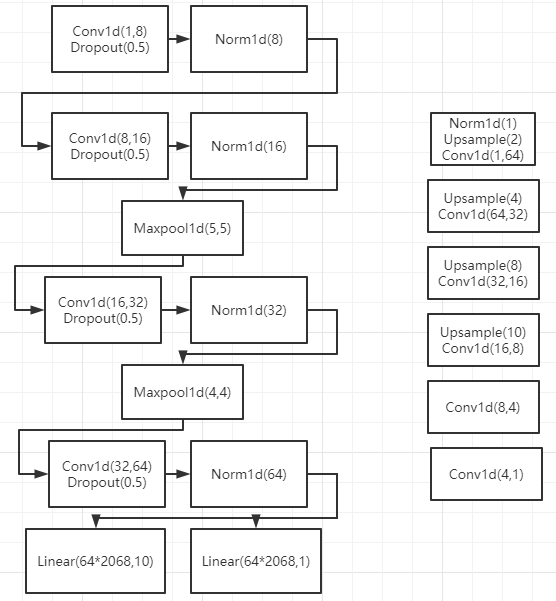 Conv1d(1,8)
Dropout(0.5)
Norm1d(8)
Conv1d(8,16)
Dropout(0.5)
Norm1d(16)
Maxpool1d(5,5)
Conv1d(16,32)
Dropout(0.5)
Norm1d(32)
Maxpool1d(4,4)
Conv1d(32,64)
Dropout(0.5)
Norm1d(64)
Linear(64*2068,10)
Linear(64*2068,1)
Norm1d(1)
Upsample(2)
Conv1d(1,64)
Upsample(4)
Conv1d(64,32)
Upsample(8)
Conv1d(32,16)
Upsample(10)
Conv1d(16,8)
Conv1d(8,4)
Conv1d(4,1)